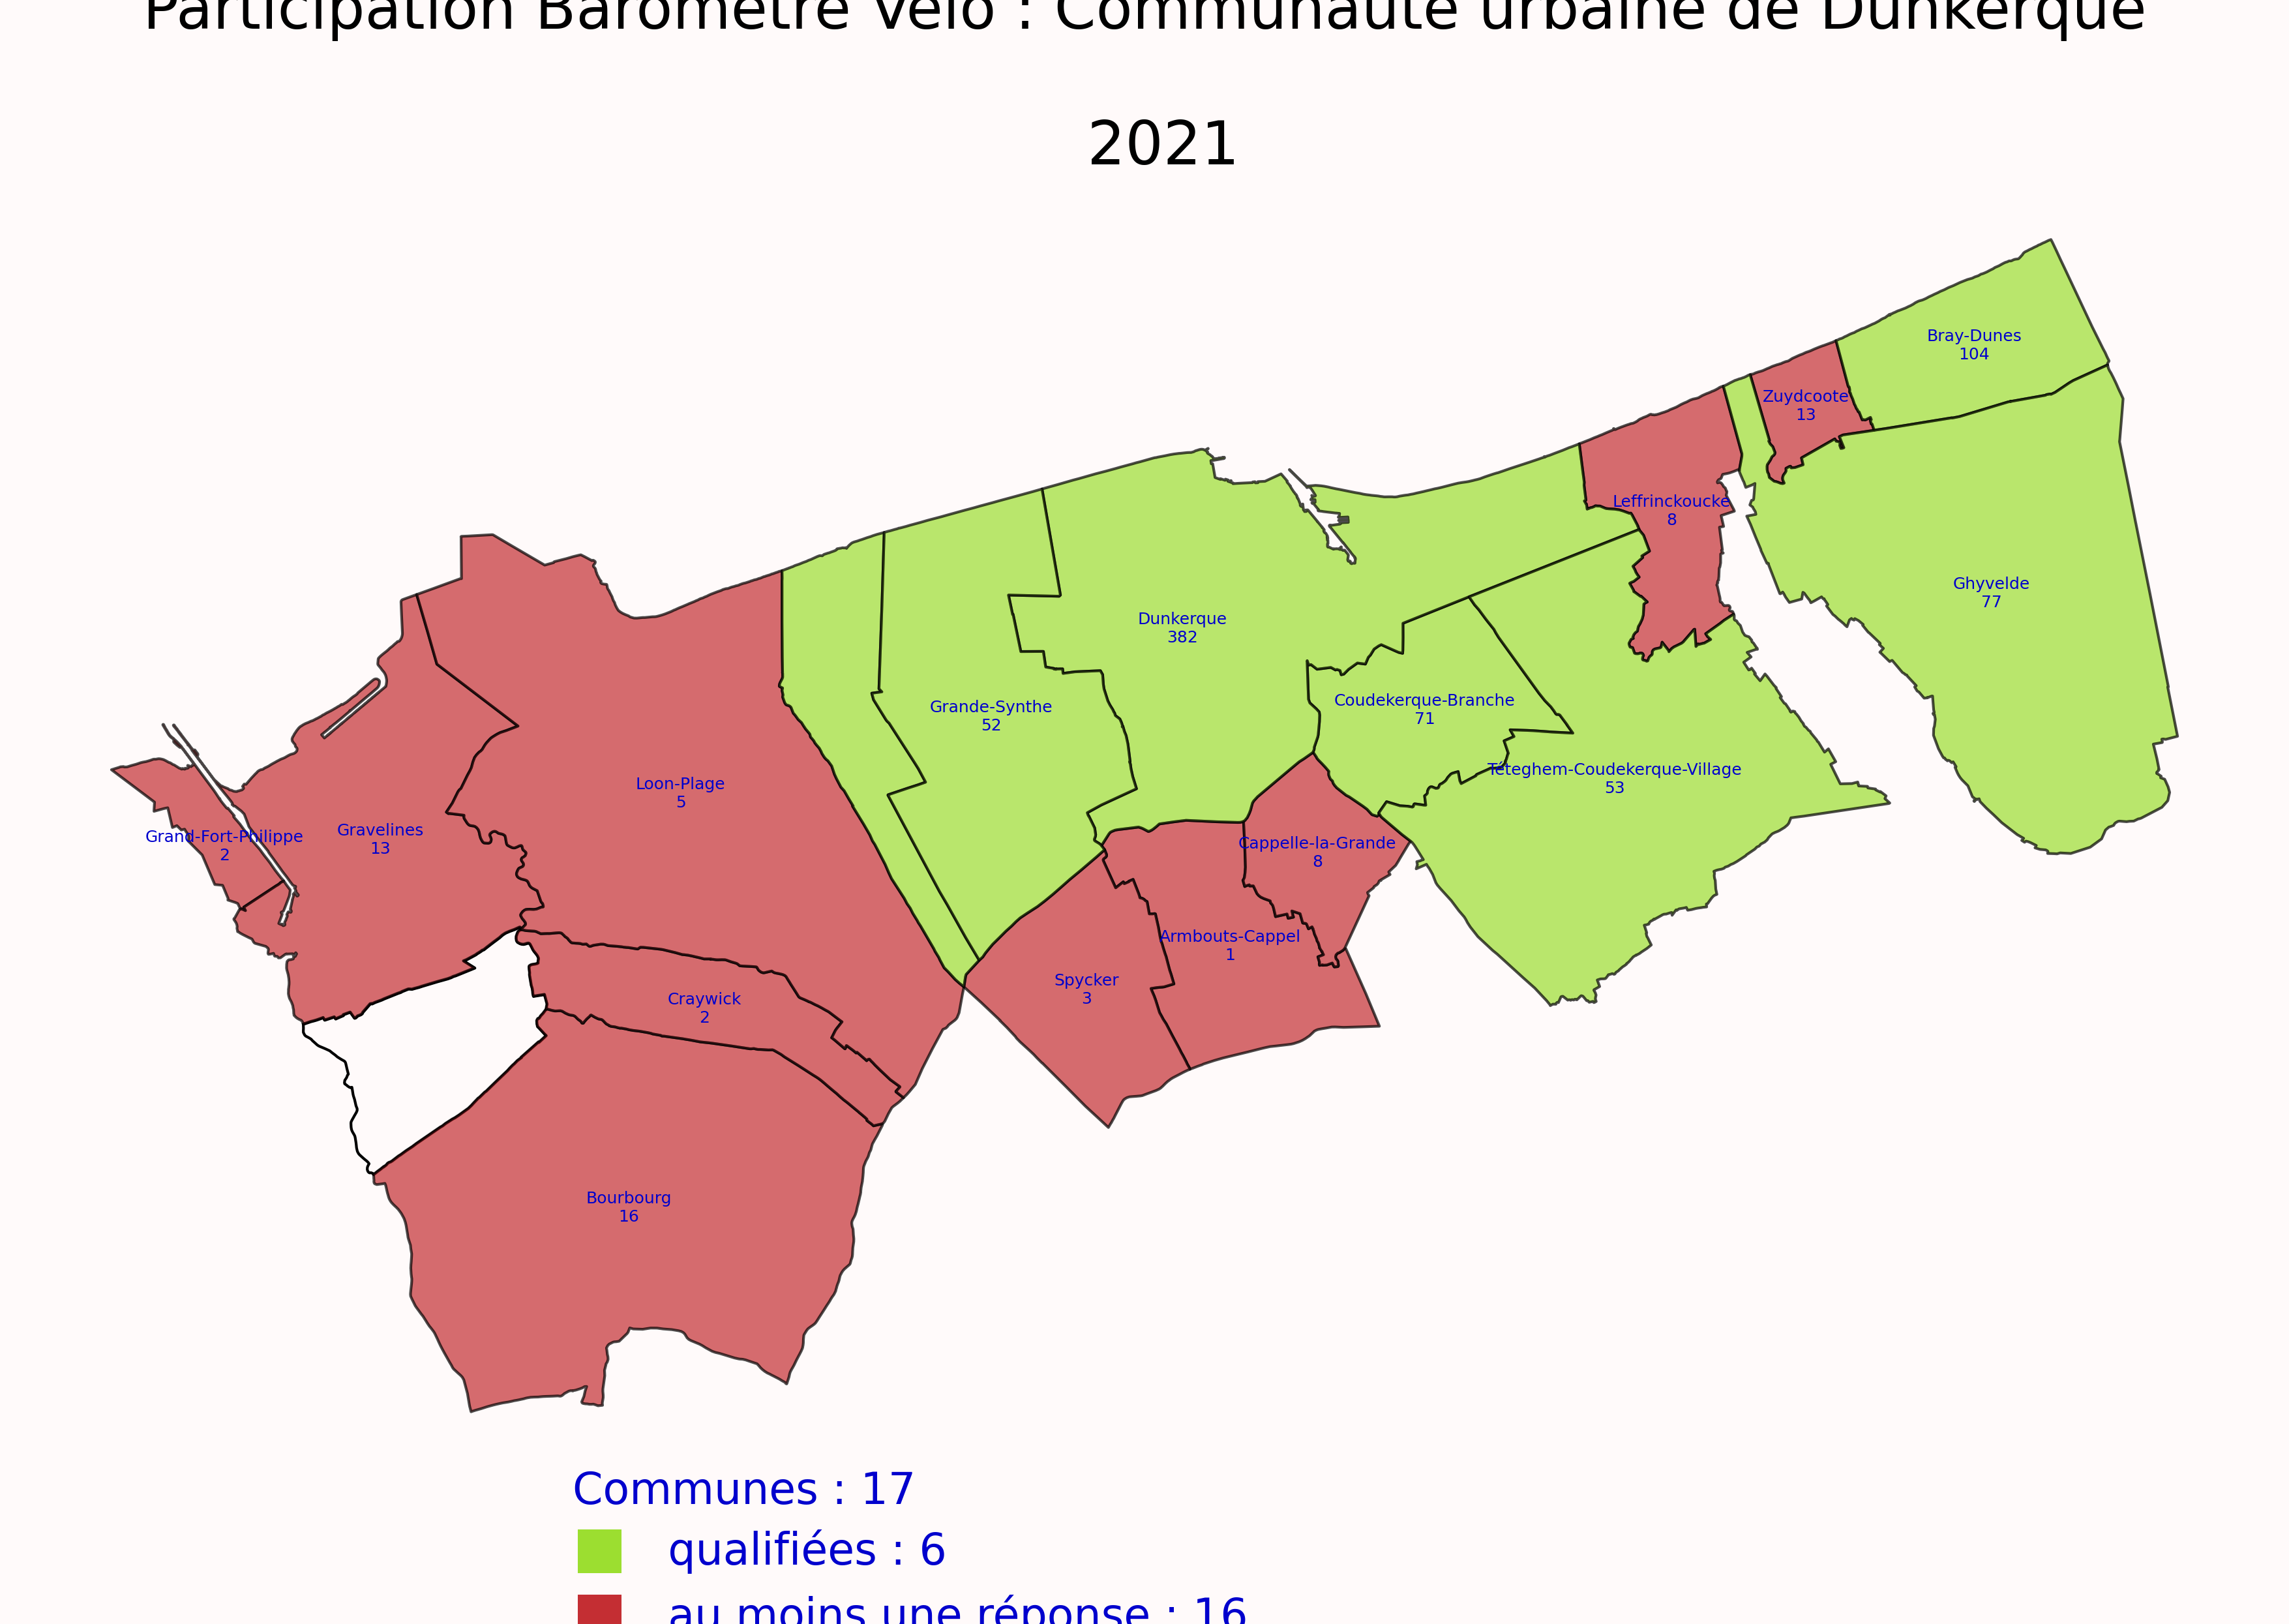 Participation Baromètre Vélo : Communauté urbaine de Dunkerque
2021
Bray-Dunes
104
Zuydcoote
13
Leffrinckoucke
8
Ghyvelde
77
Dunkerque
382
Grande-Synthe
52
Coudekerque-Branche
71
Téteghem-Coudekerque-Village
53
Loon-Plage
5
Grand-Fort-Philippe
2
Gravelines
13
Cappelle-la-Grande
8
Armbouts-Cappel
1
Spycker
3
Craywick
2
Bourbourg
16
Communes : 17
qualifiées : 6
au moins une réponse : 16